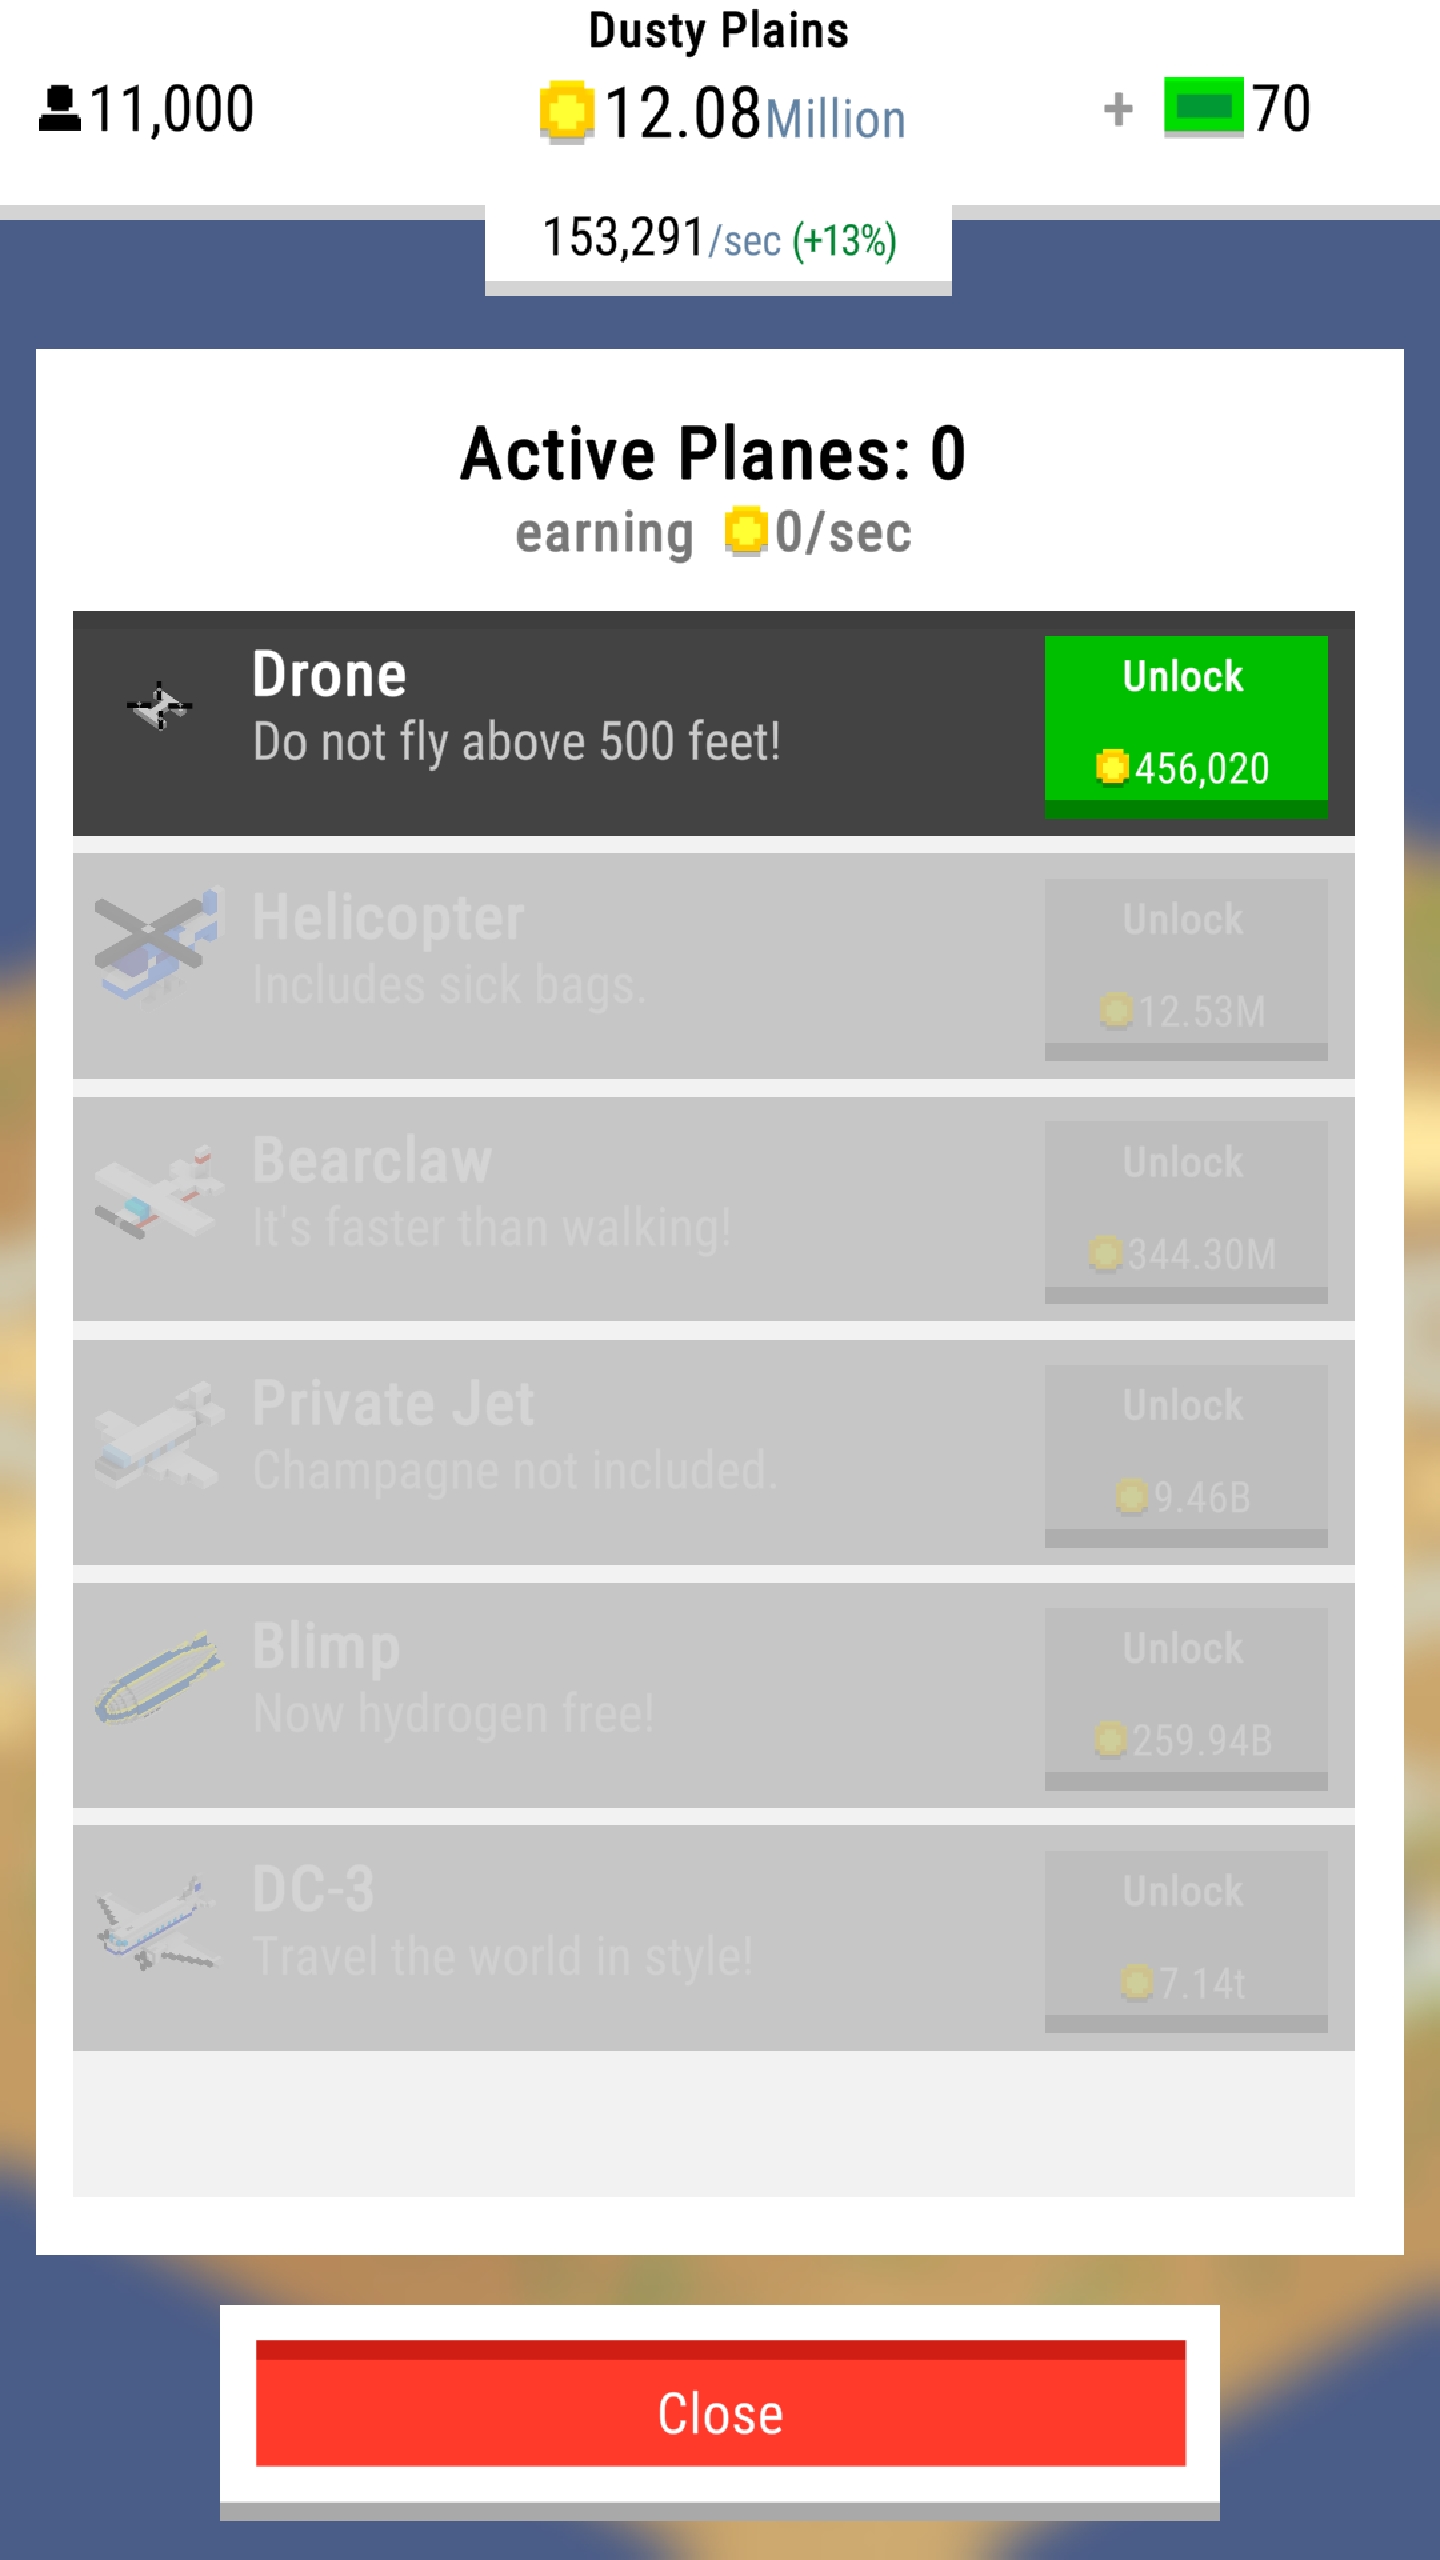 Dusty Plains
11,000
12.08Million
+ 70
153,291/sec (+13%)
Active Planes: 0
earning 0/sec
Drone
Do not fly above 500 feet!
Unlock
456,020
Helicopter
Includes sick bags.
Unlock
12.53M
Bearclaw
It's faster than walking!
Unlock
344.30M
Private Jet
Champagne not included.
Unlock
9.46B
Blimp
Now hydrogen free!
Unlock
259.94B
DC-3
Travel the world in style!
Unlock
7.14t
Close